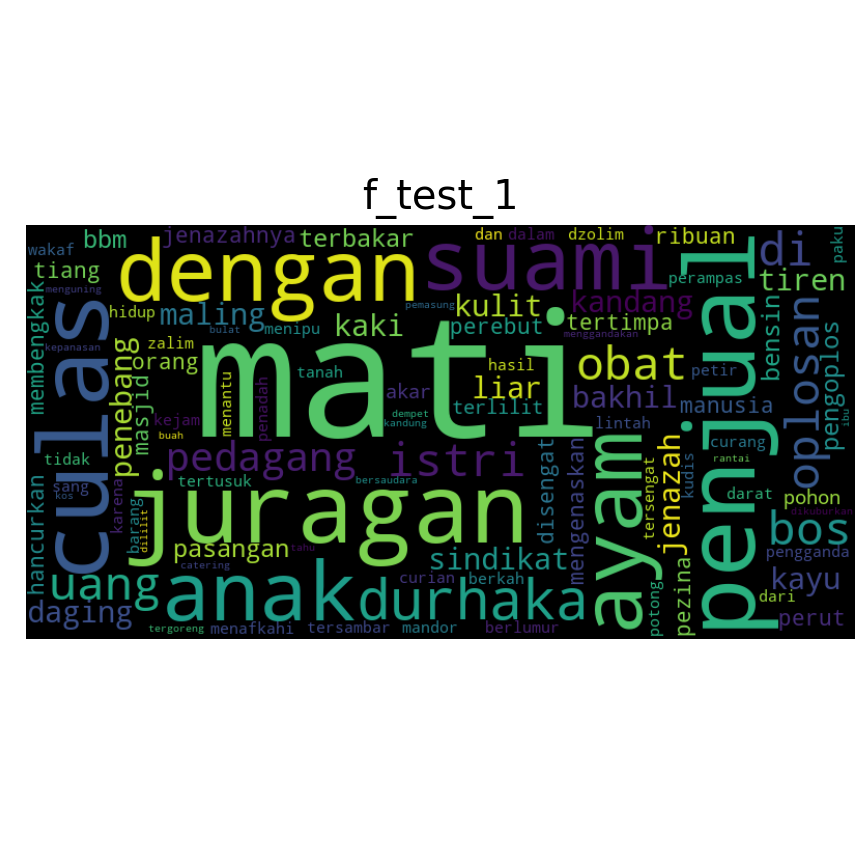 f_test_1
wakaf
bbm
jenazahnya
terbakar
dengan
suami
dan
dalam
dzolim
ribuan
di
paku
tiang
menguning
membengkak
perampas
tiren
hidup
maling
bulat
menipu
kaki
pemasung
kulit
perebut
kandang
tertimpa
menggandakan
bensin
oplosan
pengoplos
kepanasan
culas
zalim
orang
masjid
penebang
mati
tanah
hasil
obat
petir
penjual
menantu
penadah
akar
liar
bakhil
manusia
kejam
buah
dempet
kandung
terlilit
lintah
curang
ibu
tidak
sang
kos
pedagang
istri
disengat
mengenaskan
ayam
tersengat
jenazah
kudis
rantai
darat
pohon
dikuburkan
hancurkan
karena
barang
dililit
juragan
tertusuk
bersaudara
pasangan
tahu
catering
sindikat
bos
pengganda
uang
anak
curian
berkah
durhaka
kayu
daging
potong
pezina
dari
perut
tergoreng
menafkahi
tersambar
mandor
berlumur